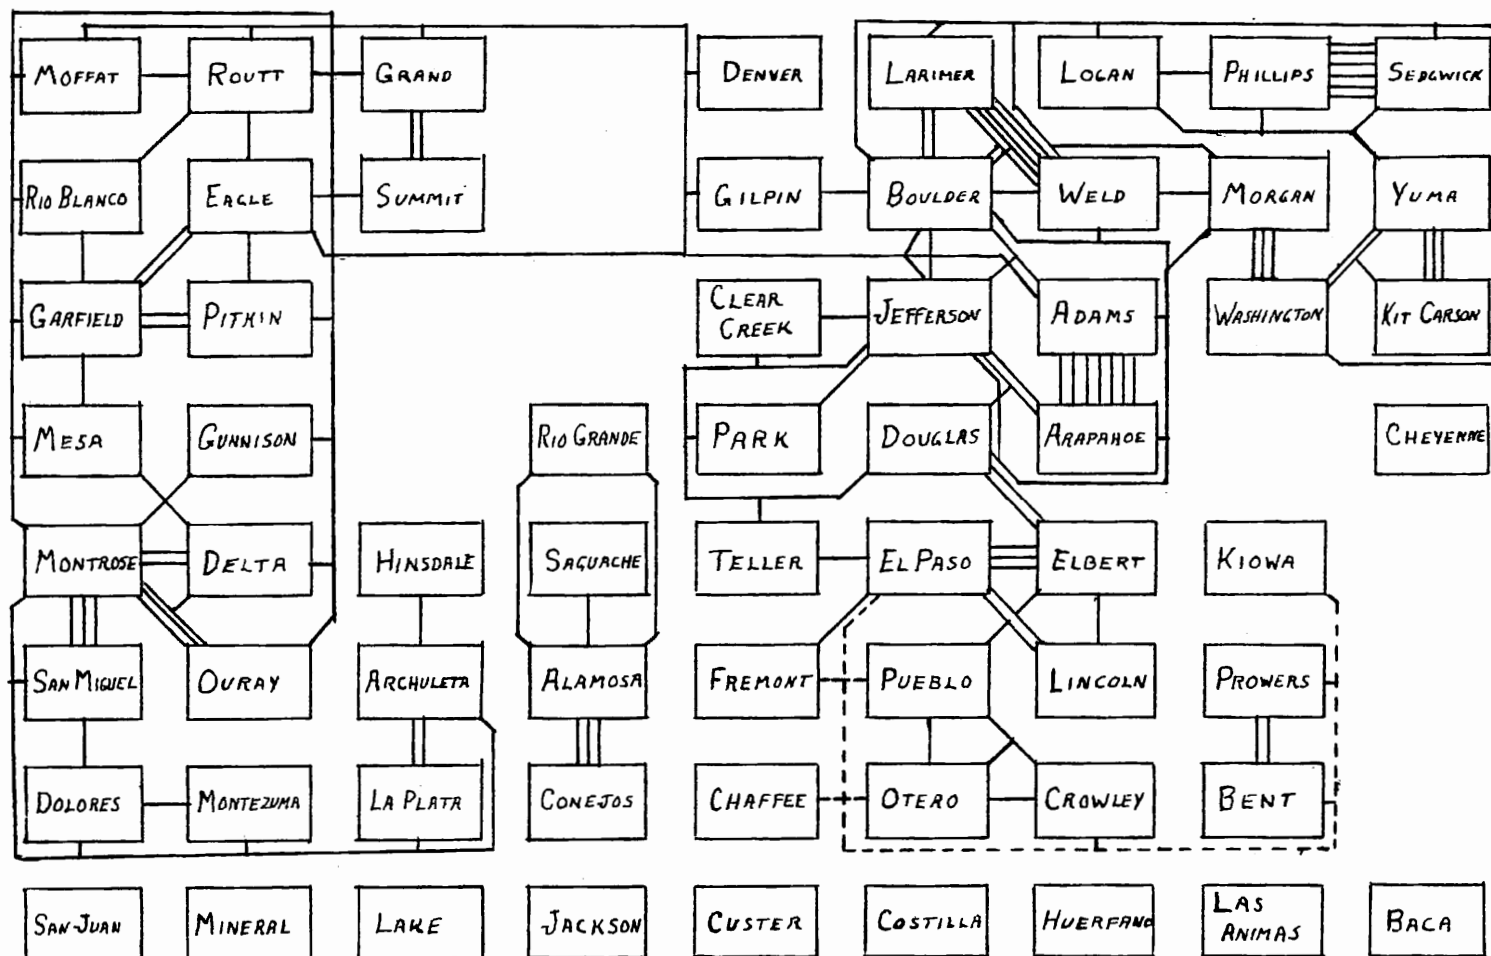 MOFFAT
ROUTT
GRAND
DENVER
LARIMER
LOGAN
PHILLIPS
SEDGWICK
RIO BLANCO
EAGLE
SUMMIT
GILPIN
BOULDER
WELD
MORGAN
YUMA
GARFIELD
PITKIN
CLEAR
CREEK
JEFFERSON
ADAMS
WASHINGTON
KIT CARSON
MESA
GUNNISON
RIO GRANDE
PARK
DOUGLAS
ARAPAHOE
CHEYENNE
MONTROSE
DELTA
HINSDALE
SAGUACHE
TELLER
EL PASO
ELBERT
KIOWA
SAN MIGUEL
OURAY
ARCHULETA
ALAMOSA
FREMONT
PUEBLO
LINCOLN
PROWERS
DOLORES
MONTEZUMA
LA PLATA
CONEJOS
CHAFFEE
OTERO
CROWLEY
BENT
SAN JUAN
MINERAL
LAKE
JACKSON
CUSTER
COSTILLA
HUERFANO
LAS
ANIMAS
BACA